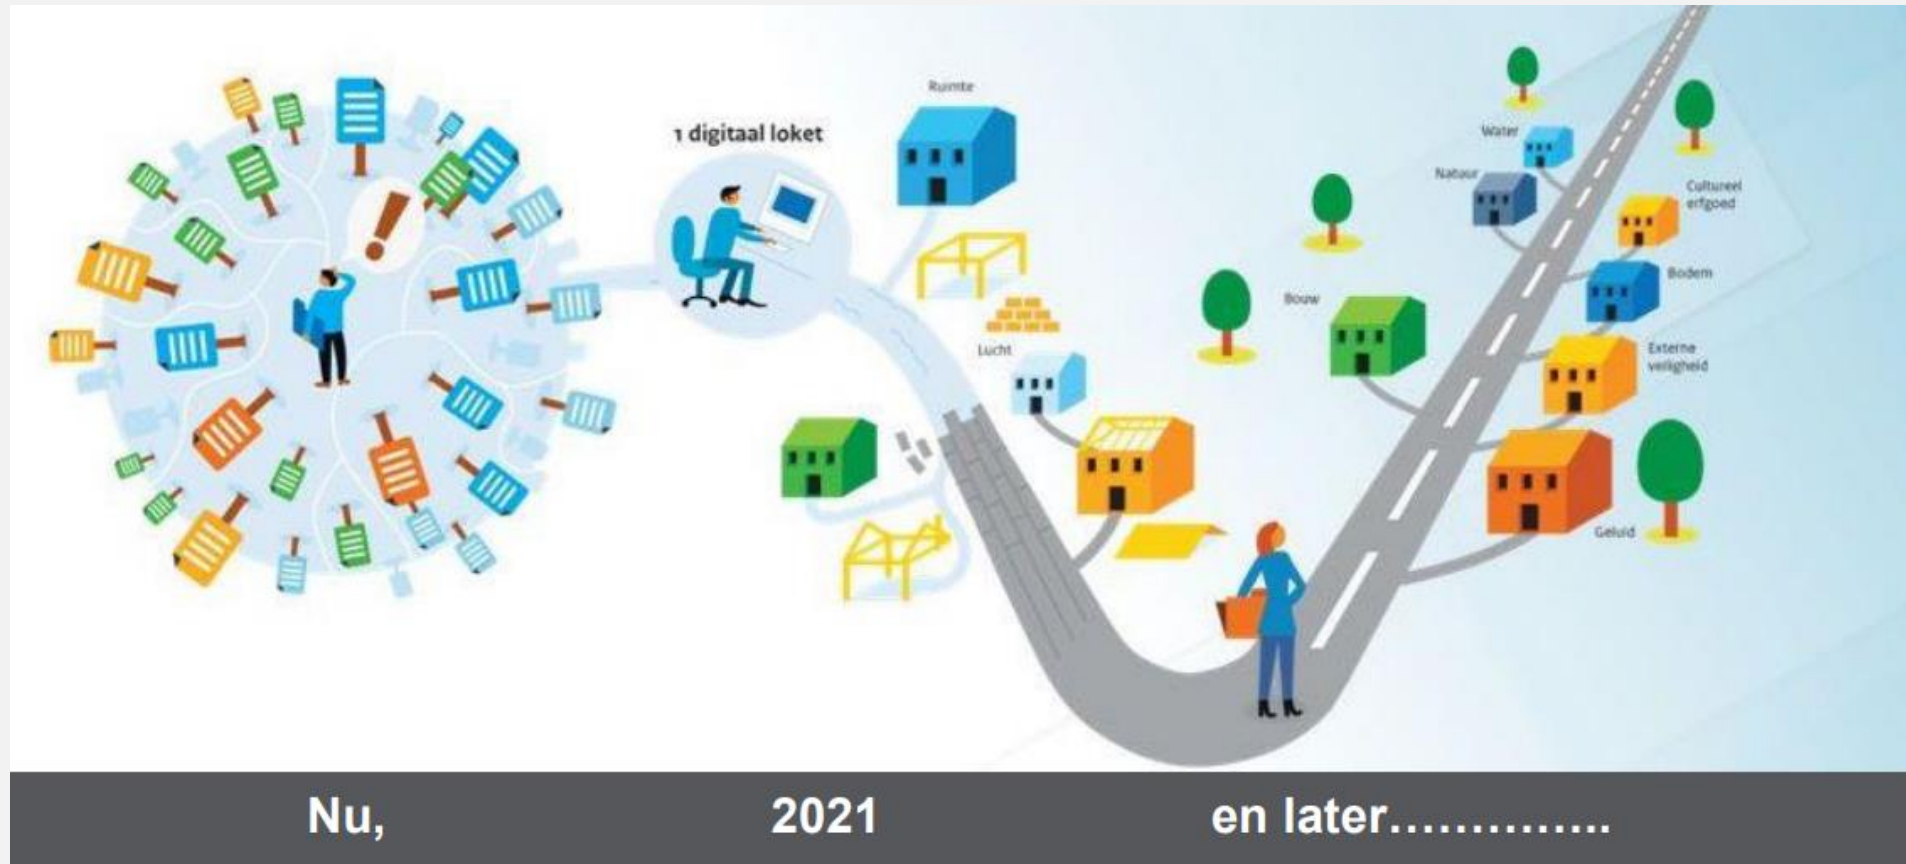 1 digitaal loket
Ruimte
Lucht
Bouw
Water
Natuur
Cultureel
erfgoed
Bodem
Externe
veiligheid
Geluid
Nu,
2021
en later…………..